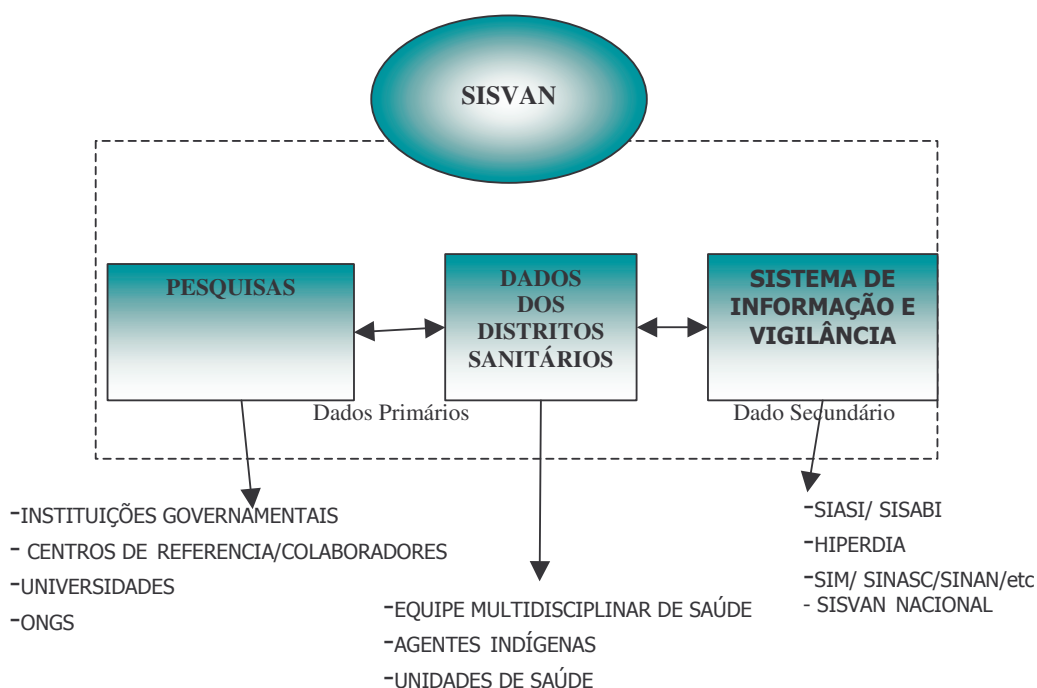 SISVAN
PESQUISAS
DADOS
DOS
DISTRITOS
SANITÁRIOS
SISTEMA DE
INFORMAÇÃO E
VIGILÂNCIA
Dados Primários
Dado Secundário
-INSTITUIÇÕES GOVERNAMENTAIS
- CENTROS DE REFERENCIA/COLABORADORES
-UNIVERSIDADES
-ONGS
-EQUIPE MULTIDISCIPLINAR DE SAÚDE
-AGENTES INDÍGENAS
-UNIDADES DE SAÚDE
-SIASI/ SISABI
-HIPERDIA
-SIM/ SINASC/SINAN/etc
- SISVAN NACIONAL